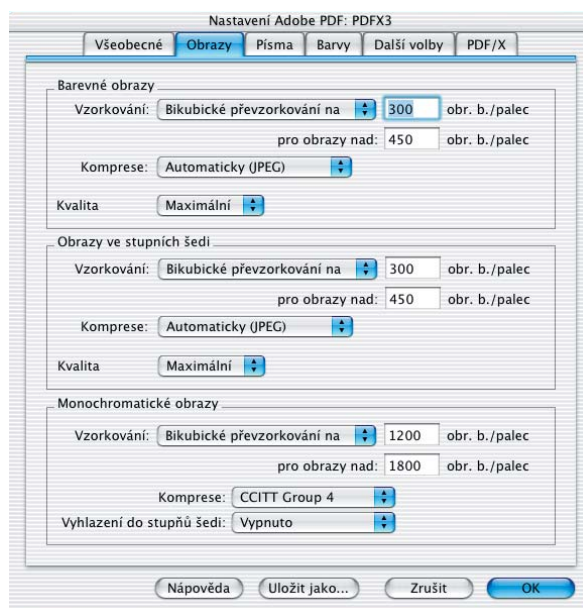 Nastavení Adobe PDF: PDFX3
Všeobecné Obrazy Písma Barvy Další volby PDF/X
Barevné obrazy
Vzorkování: Bikubické převzorkování na 300 obr. b./palec
pro obrazy nad: 450 obr. b./palec
Komprese: Automaticky (JPEG)
Kvalita Maximální
Obrazy ve stupních šedi
Vzorkování: Bikubické převzorkování na 300 obr. b./palec
pro obrazy nad: 450 obr. b./palec
Komprese: Automaticky (JPEG)
Kvalita Maximální
Monochromatické obrazy
Vzorkování: Bikubické převzorkování na 1200 obr. b./palec
pro obrazy nad: 1800 obr. b./palec
Komprese: CCITT Group 4
Vyhlazení do stupňů šedi: Vypnuto
Nápověda Uložit jako... Zrušit OK